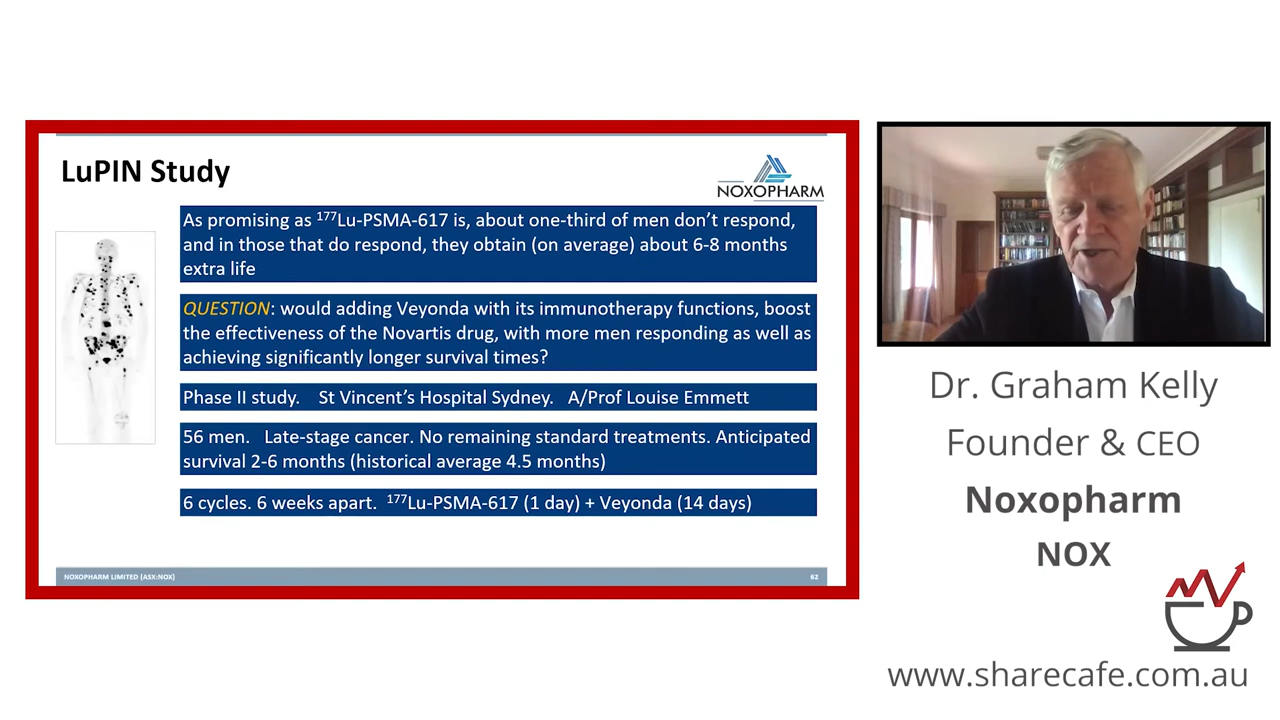 LuPIN Study
NOXOPHARM
As promising as ¹⁷⁷Lu-PSMA-617 is, about one-third of men don't respond,
and in those that do respond, they obtain (on average) about 6-8 months
extra life
QUESTION: would adding Veyonda with its immunotherapy functions, boost
the effectiveness of the Novartis drug, with more men responding as well as
achieving significantly longer survival times?
Phase II study. St Vincent's Hospital Sydney. A/Prof Louise Emmett
56 men. Late-stage cancer. No remaining standard treatments. Anticipated
survival 2-6 months (historical average 4.5 months)
6 cycles. 6 weeks apart. ¹⁷⁷Lu-PSMA-617 (1 day) + Veyonda (14 days)
NOXOPHARM LIMITED (ASX:NOX)
62
Dr. Graham Kelly
Founder & CEO
Noxopharm
NOX
www.sharecafe.com.au